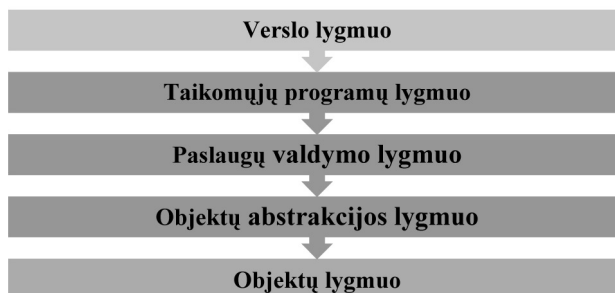 Verslo lygmuo
Taikomųjų programų lygmuo
Paslaugų valdymo lygmuo
Objektų abstrakcijos lygmuo
Objektų lygmuo